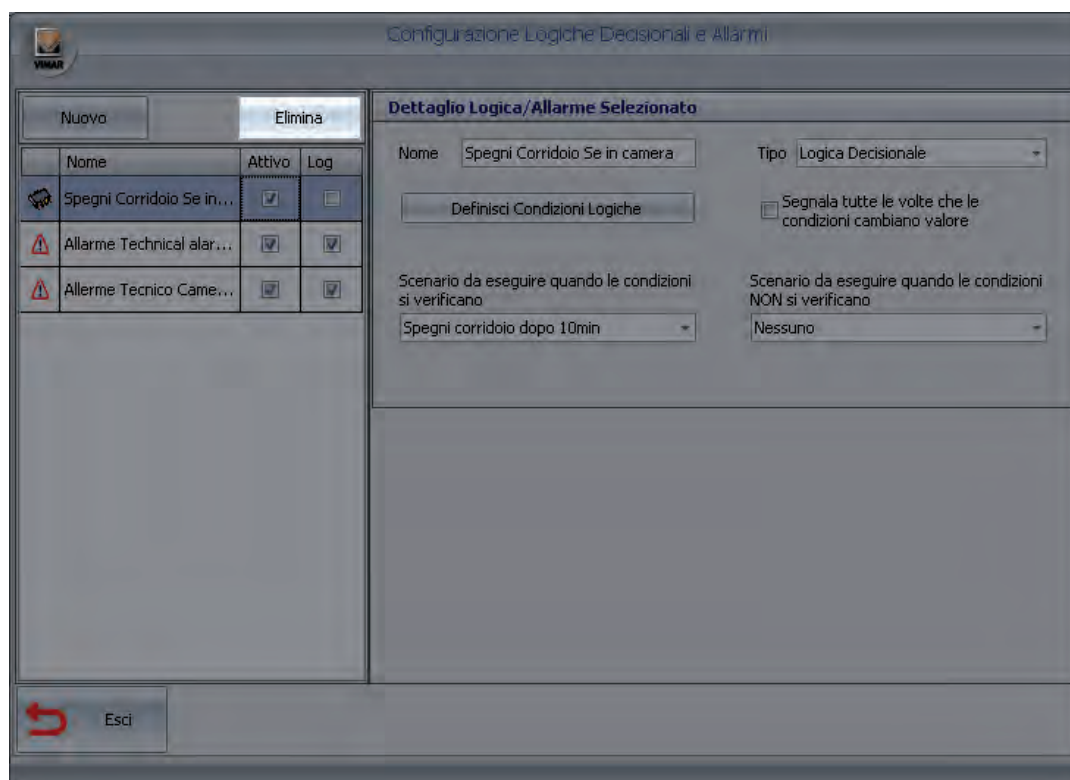 Configurazione Logiche Decisionali e Allarmi
VIMAR
Nuovo
Elimina
Nome Attivo Log
Spegni Corridoio Se in...
Allarme Technical alar...
Allerme Tecnico Came...
Dettaglio Logica/Allarme Selezionato
Nome Spegni Corridoio Se in camera
Tipo Logica Decisionale
Definisci Condizioni Logiche
Segnala tutte le volte che le
condizioni cambiano valore
Scenario da eseguire quando le condizioni
si verificano
Spegni corridoio dopo 10min
Scenario da eseguire quando le condizioni
NON si verificano
Nessuno
Esci